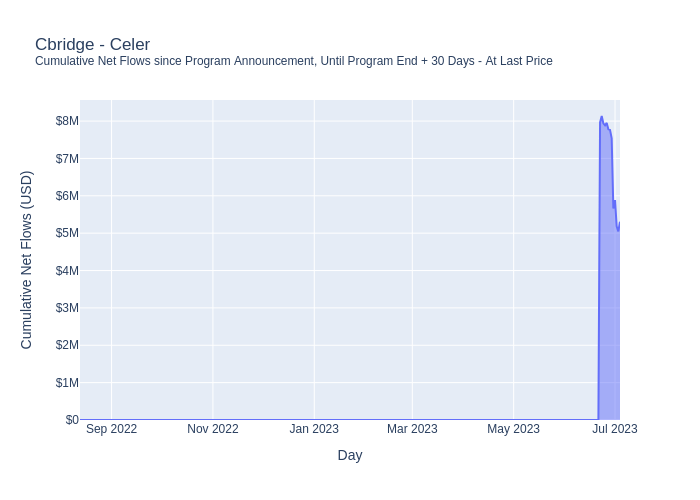 Cbridge - Celer
Cumulative Net Flows since Program Announcement, Until Program End + 30 Days - At Last Price
Cumulative Net Flows (USD)
$8M
$7M
$6M
$5M
$4M
$3M
$2M
$1M
$0
Sep 2022
Nov 2022
Jan 2023
Mar 2023
May 2023
Jul 2023
Day